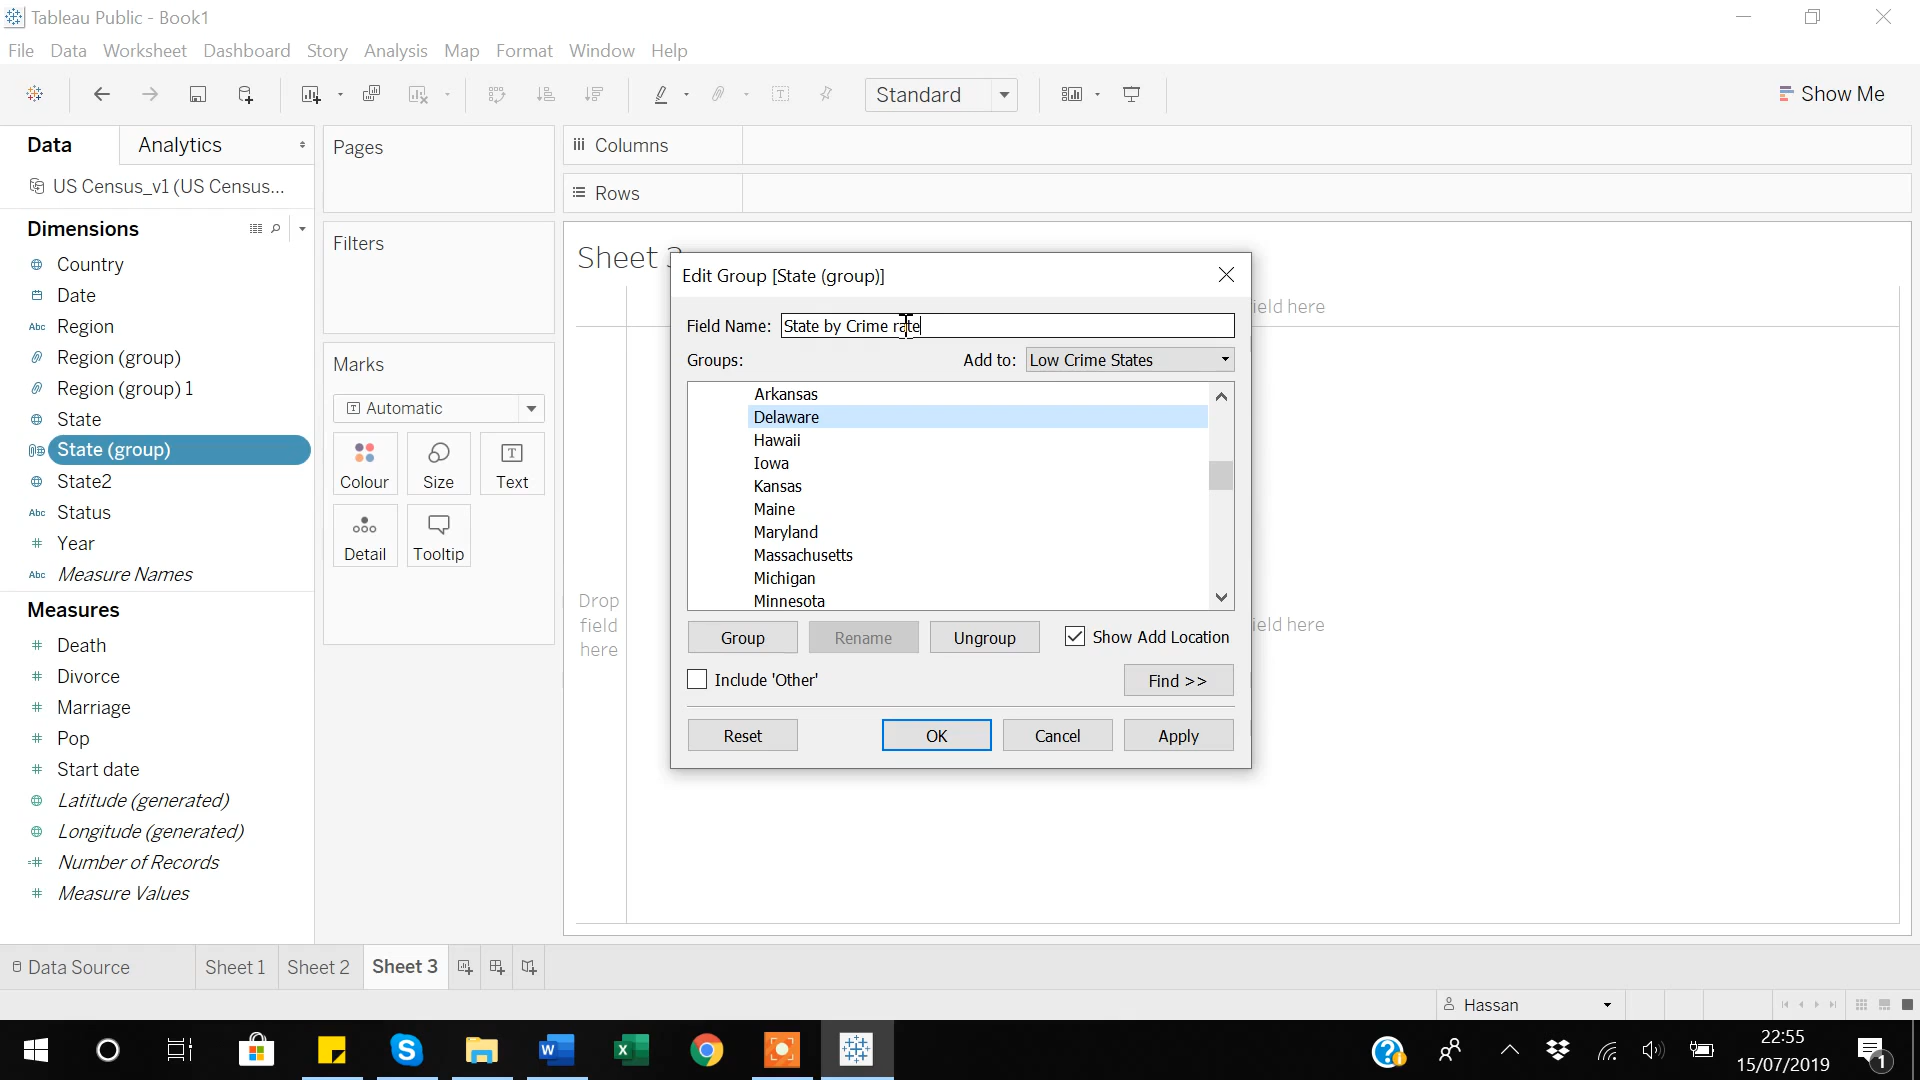 Tableau Public - Book1
File Data Worksheet Dashboard Story Analysis Map Format Window Help
Standard
Show Me
Data
Analytics
US Census_v1 (US Census...
Dimensions
Country
Date
Abc Region
Region (group)
Region (group) 1
State
State (group)
State2
Abc Status
Year
Abc Measure Names
Measures
Death
Divorce
Marriage
Pop
Start date
Latitude (generated)
Longitude (generated)
Number of Records
Measure Values
Pages
Filters
Marks
Automatic
Colour
Size
Text
Detail
Tooltip
Columns
Rows
Sheet 3
ield here
Drop
field
here
ield here
Edit Group [State (group)]
Field Name: State by Crime rate
Groups:
Add to: Low Crime States
Arkansas
Delaware
Hawaii
Iowa
Kansas
Maine
Maryland
Massachusetts
Michigan
Minnesota
Group
Rename
Ungroup
Show Add Location
Include 'Other'
Find >>
Reset
OK
Cancel
Apply
Data Source
Sheet 1
Sheet 2
Sheet 3
Hassan
22:55
15/07/2019
1